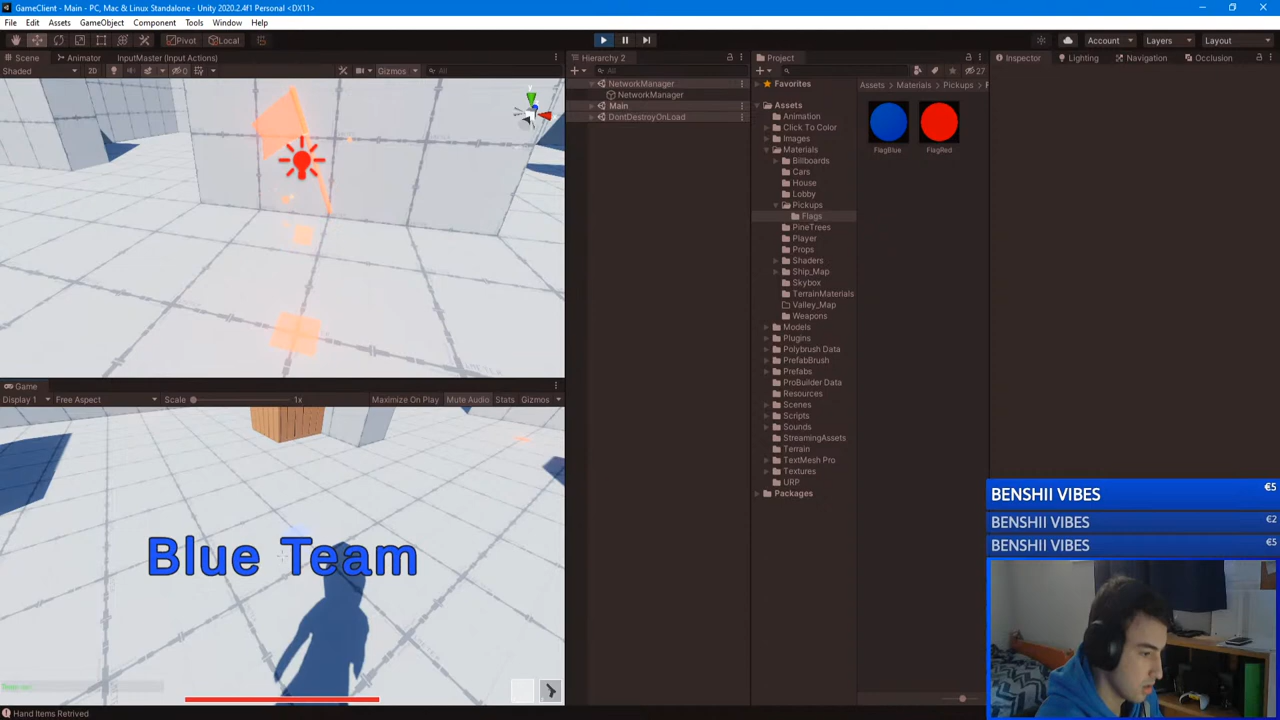 GameClient - Main - PC, Mac & Linux Standalone - Unity 2020.2.4f1 Personal <DX11>
File Edit Assets GameObject Component Tools Window Help
Pivot Local Account Layers Layout
Scene Animator InputMaster (Input Actions)
Shaded 2D 0 Gizmos All
Y
Hierarchy 2
All
NetworkManager
NetworkManager
Main
DontDestroyOnLoad
Project
27
Favorites
Assets
Animation
Click To Color
Images
Materials
Billboards
Cars
House
Lobby
Pickups
Flags
PineTrees
Player
Props
Shaders
Ship_Map
Skybox
TerrainMaterials
Valley_Map
Weapons
Models
Plugins
Polybrush Data
PrefabBrush
Prefabs
ProBuilder Data
Resources
Scenes
Scripts
Sounds
StreamingAssets
Terrain
TextMesh Pro
Textures
URP
Packages
Assets Materials Pickups F
FlagBlue FlagRed
Inspector Lighting Navigation Occlusion
Game
Display 1 Free Aspect Scale 1x Maximize On Play Mute Audio Stats Gizmos
Blue Team
BENSHII VIBES €5
BENSHII VIBES €2
BENSHII VIBES €5
Hand Items Retrived